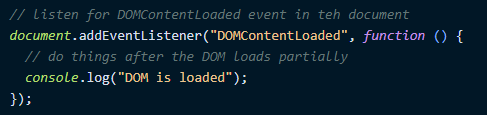 // listen for DOMContentLoaded event in teh document
document.addEventListener("DOMContentLoaded", function () {
  // do things after the DOM loads partially
  console.log("DOM is loaded");
});